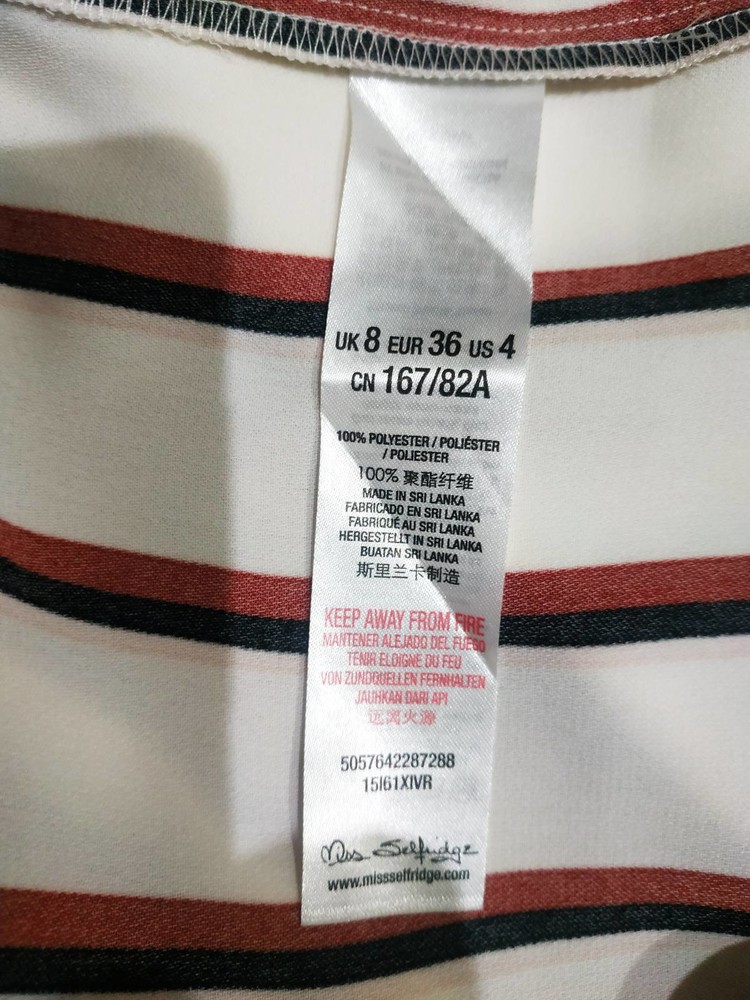 UK 8 EUR 36 US 4
CN 167/82A
100% POLYESTER / POLIÉSTER
/ POLIESTER
100% 聚酯纤维
MADE IN SRI LANKA
FABRICADO EN SRI LANKA
FABRIQUÉ AU SRI LANKA
HERGESTELLT IN SRI LANKA
BUATAN SRI LANKA
斯里兰卡制造
KEEP AWAY FROM FIRE
MANTENER ALEJADO DEL FUEGO
TENIR ELOIGNE DU FEU
VON ZUNDQUELLEN FERNHALTEN
JAUHKAN DARI API
远离火源
5057642287288
15I61XIVR
Miss Selfridge
www.missselfridge.com